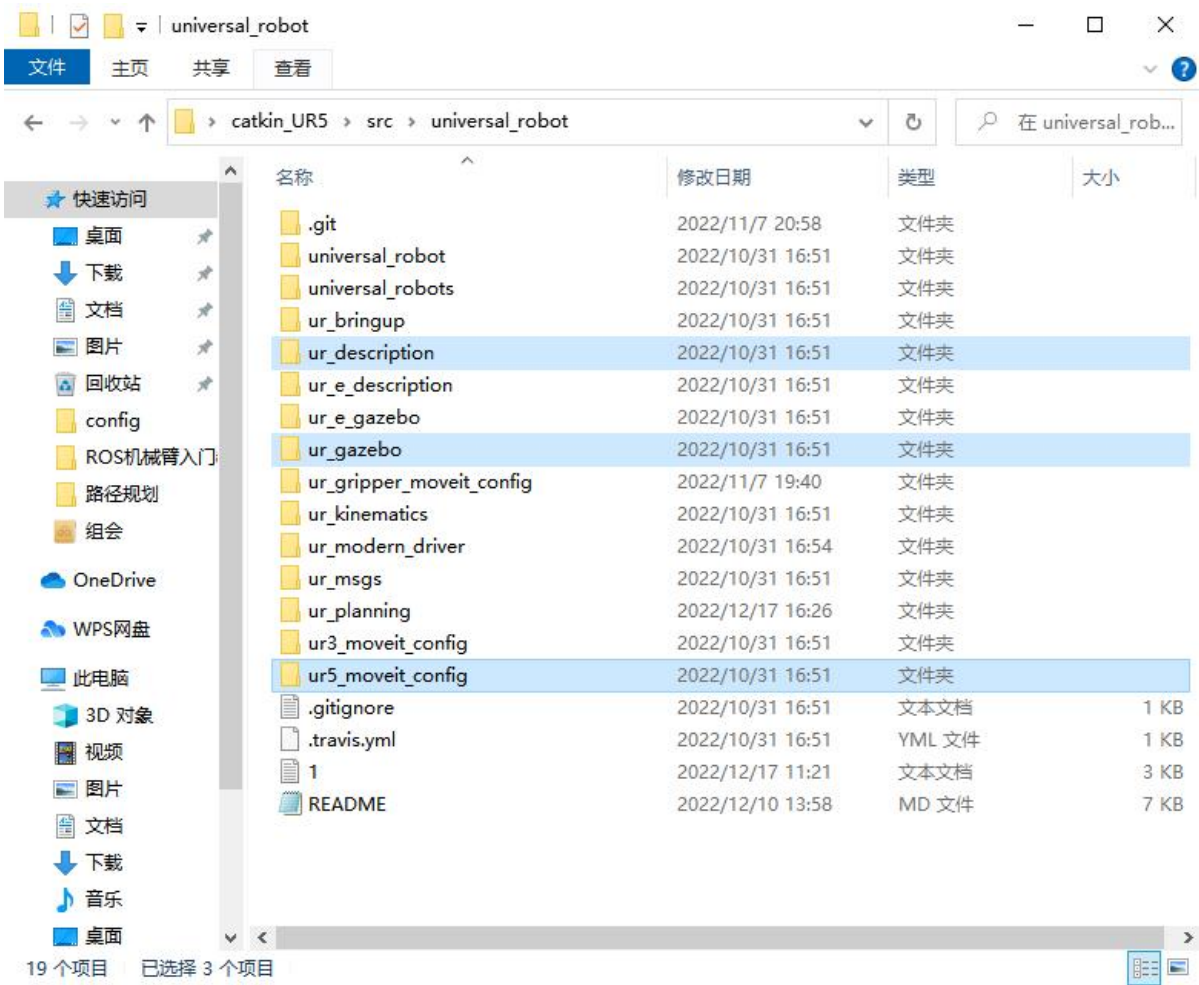 universal_robot
文件 主页 共享 查看
catkin_UR5 › src › universal_robot
在 universal_rob...
名称 修改日期 类型 大小
快速访问
桌面
下载
文档
图片
回收站
config
ROS机械臂入门
路径规划
组会
OneDrive
WPS网盘
此电脑
3D 对象
视频
图片
文档
下载
音乐
桌面
.git 2022/11/7 20:58 文件夹
universal_robot 2022/10/31 16:51 文件夹
universal_robots 2022/10/31 16:51 文件夹
ur_bringup 2022/10/31 16:51 文件夹
ur_description 2022/10/31 16:51 文件夹
ur_e_description 2022/10/31 16:51 文件夹
ur_e_gazebo 2022/10/31 16:51 文件夹
ur_gazebo 2022/10/31 16:51 文件夹
ur_gripper_moveit_config 2022/11/7 19:40 文件夹
ur_kinematics 2022/10/31 16:51 文件夹
ur_modern_driver 2022/10/31 16:54 文件夹
ur_msgs 2022/10/31 16:51 文件夹
ur_planning 2022/12/17 16:26 文件夹
ur3_moveit_config 2022/10/31 16:51 文件夹
ur5_moveit_config 2022/10/31 16:51 文件夹
.gitignore 2022/10/31 16:51 文本文档 1 KB
.travis.yml 2022/10/31 16:51 YML 文件 1 KB
1 2022/12/17 11:21 文本文档 3 KB
README 2022/12/10 13:58 MD 文件 7 KB
19 个项目 已选择 3 个项目